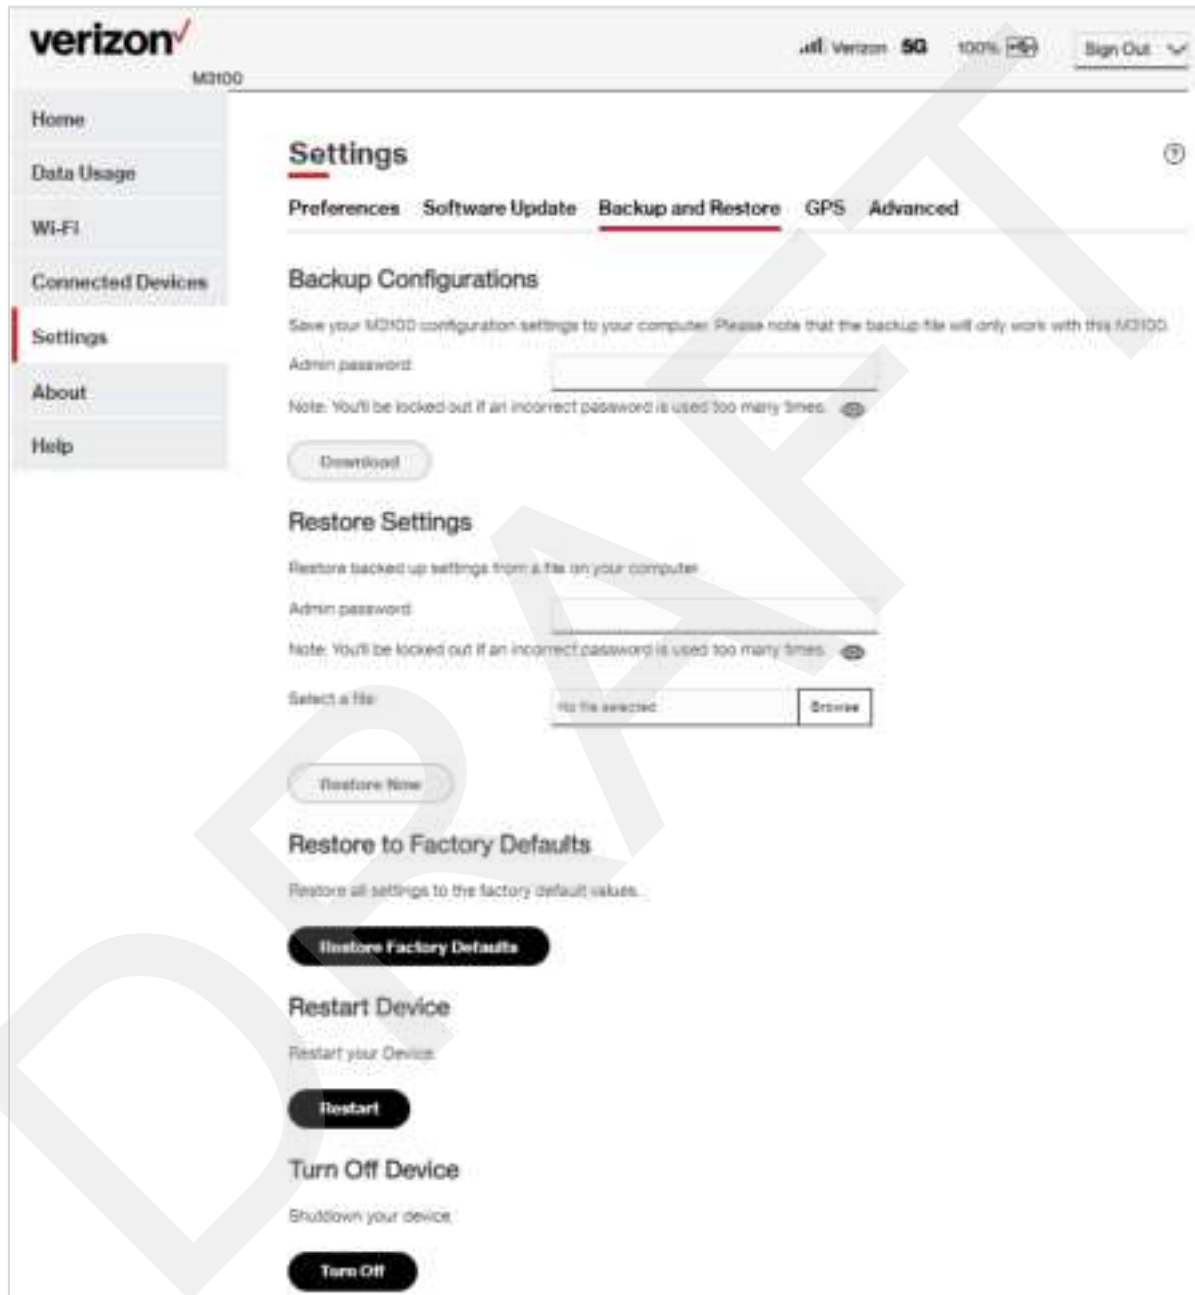 verizon
Verizon 5G 100% Sign Out
M3100
Home
Data Usage
Wi-Fi
Connected Devices
Settings
About
Help
Settings
Preferences Software Update Backup and Restore GPS Advanced
Backup Configurations
Save your M3100 configuration settings to your computer. Please note that the backup file will only work with this M3100.
Admin password
Note: You'll be locked out if an incorrect password is used too many times.
Download
Restore Settings
Restore backed up settings from a file on your computer
Admin password
Note: You'll be locked out if an incorrect password is used too many times.
Select a file
No file selected Browse
Restore Now
Restore to Factory Defaults
Restore all settings to the factory default values.
Restore Factory Defaults
Restart Device
Restart your Device.
Restart
Turn Off Device
Shutdown your device.
Turn Off
DRAFT